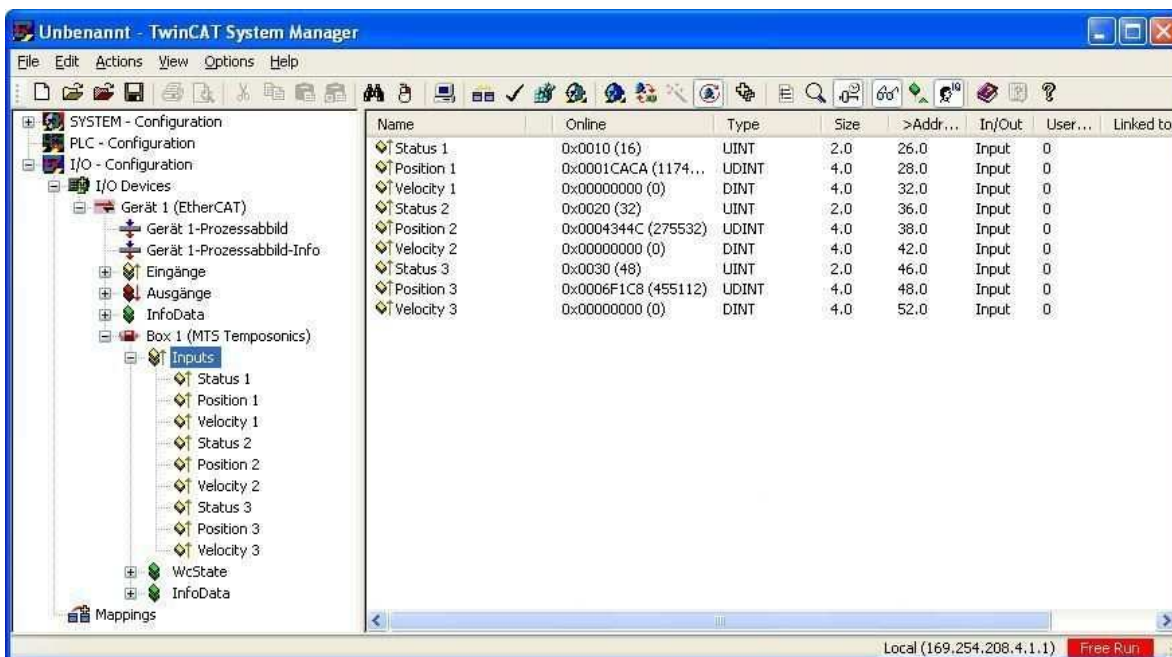 Unbenannt - TwinCAT System Manager
File Edit Actions View Options Help
SYSTEM - Configuration
PLC - Configuration
I/O - Configuration
I/O Devices
Gerät 1 (EtherCAT)
Gerät 1-Prozessabbild
Gerät 1-Prozessabbild-Info
Eingänge
Ausgänge
InfoData
Box 1 (MTS Temposonics)
Inputs
Status 1
Position 1
Velocity 1
Status 2
Position 2
Velocity 2
Status 3
Position 3
Velocity 3
WcState
InfoData
Mappings
Name Online Type Size >Addr... In/Out User... Linked to
Status 1 0x0010 (16) UINT 2.0 26.0 Input 0
Position 1 0x0001CACA (1174... UDINT 4.0 28.0 Input 0
Velocity 1 0x00000000 (0) DINT 4.0 32.0 Input 0
Status 2 0x0020 (32) UINT 2.0 36.0 Input 0
Position 2 0x0004344C (275532) UDINT 4.0 38.0 Input 0
Velocity 2 0x00000000 (0) DINT 4.0 42.0 Input 0
Status 3 0x0030 (48) UINT 2.0 46.0 Input 0
Position 3 0x0006F1C8 (455112) UDINT 4.0 48.0 Input 0
Velocity 3 0x00000000 (0) DINT 4.0 52.0 Input 0
Local (169.254.208.4.1.1) Free Run